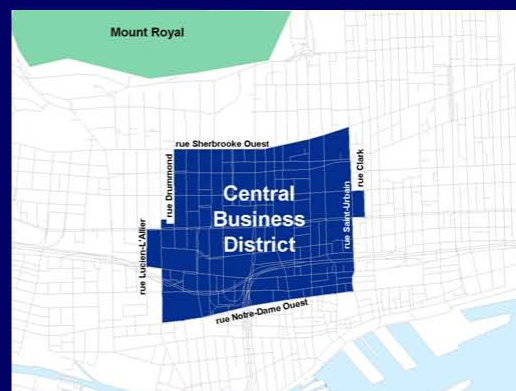 Mount Royal
rue Sherbrooke Ouest
rue Drummond
rue Clark
Central
Business
District
rue Saint-Urbain
rue Lucien-L'Allier
rue Notre-Dame Ouest